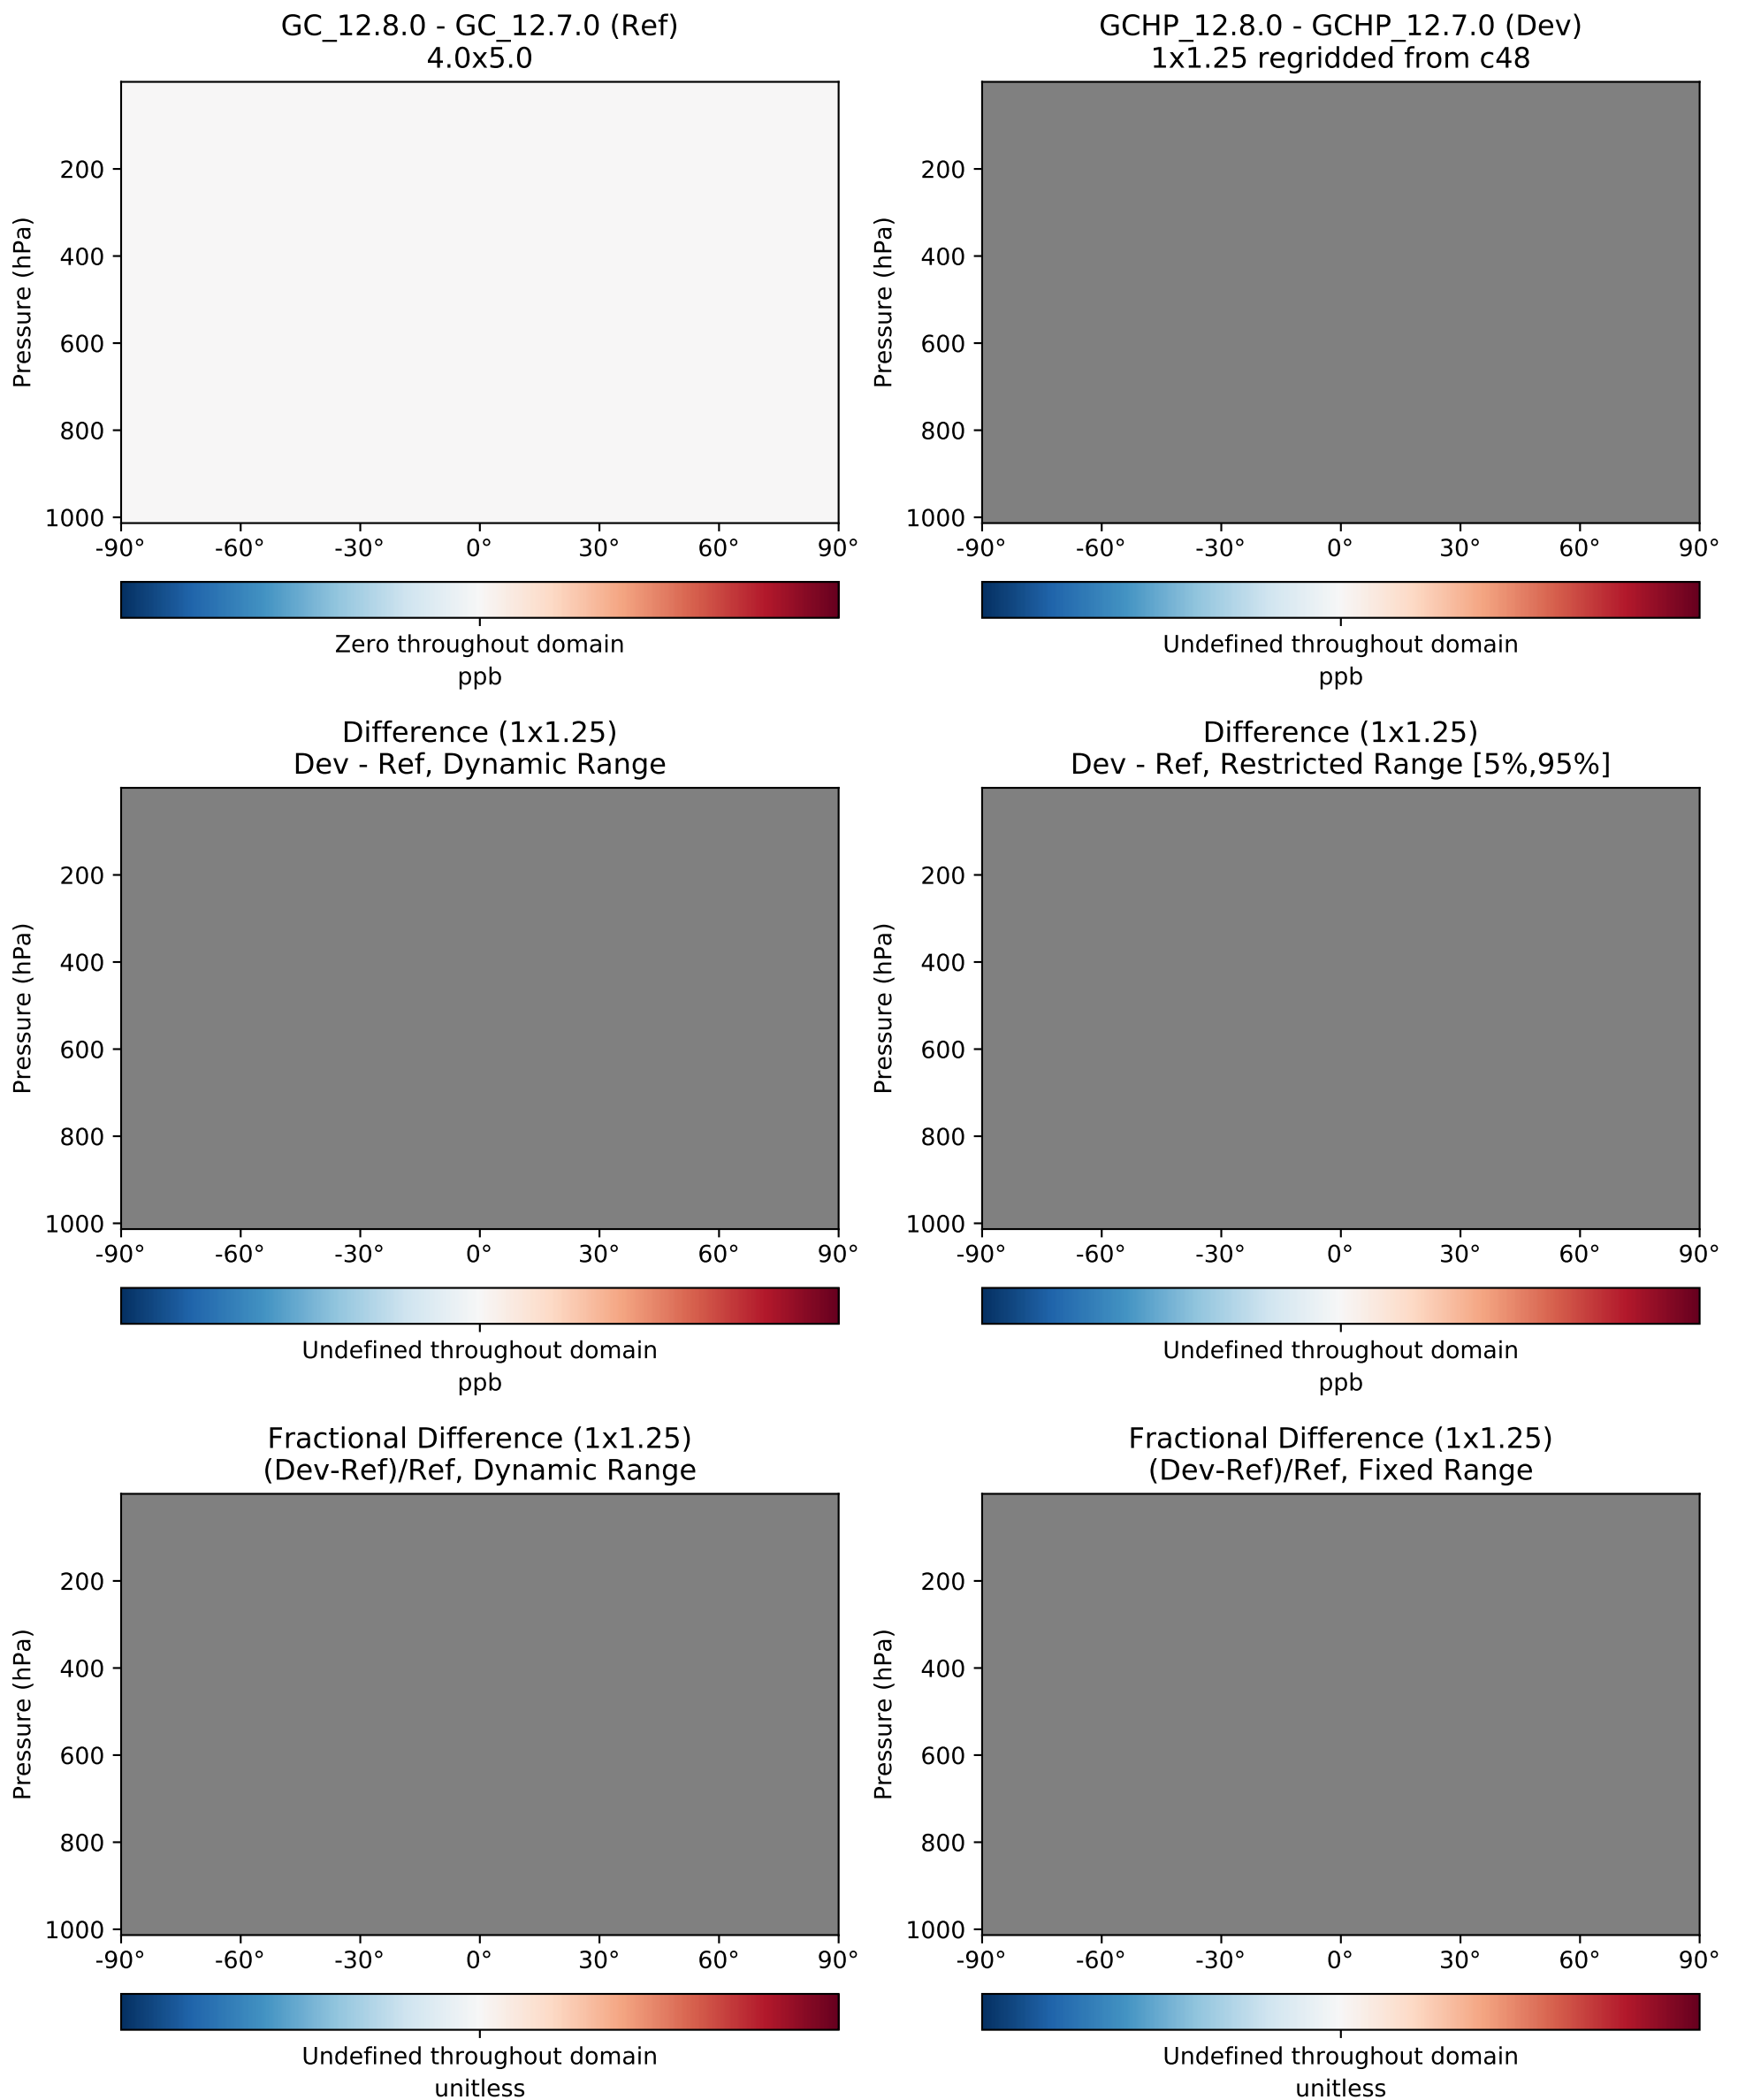 GC_12.8.0 - GC_12.7.0 (Ref)
4.0x5.0
Pressure (hPa)
200
400
600
800
1000
-90° -60° -30° 0° 30° 60° 90°
Zero throughout domain
ppb
GCHP_12.8.0 - GCHP_12.7.0 (Dev)
1x1.25 regridded from c48
Pressure (hPa)
200
400
600
800
1000
-90° -60° -30° 0° 30° 60° 90°
Undefined throughout domain
ppb
Difference (1x1.25)
Dev - Ref, Dynamic Range
Pressure (hPa)
200
400
600
800
1000
-90° -60° -30° 0° 30° 60° 90°
Undefined throughout domain
ppb
Difference (1x1.25)
Dev - Ref, Restricted Range [5%,95%]
Pressure (hPa)
200
400
600
800
1000
-90° -60° -30° 0° 30° 60° 90°
Undefined throughout domain
ppb
Fractional Difference (1x1.25)
(Dev-Ref)/Ref, Dynamic Range
Pressure (hPa)
200
400
600
800
1000
-90° -60° -30° 0° 30° 60° 90°
Undefined throughout domain
unitless
Fractional Difference (1x1.25)
(Dev-Ref)/Ref, Fixed Range
Pressure (hPa)
200
400
600
800
1000
-90° -60° -30° 0° 30° 60° 90°
Undefined throughout domain
unitless